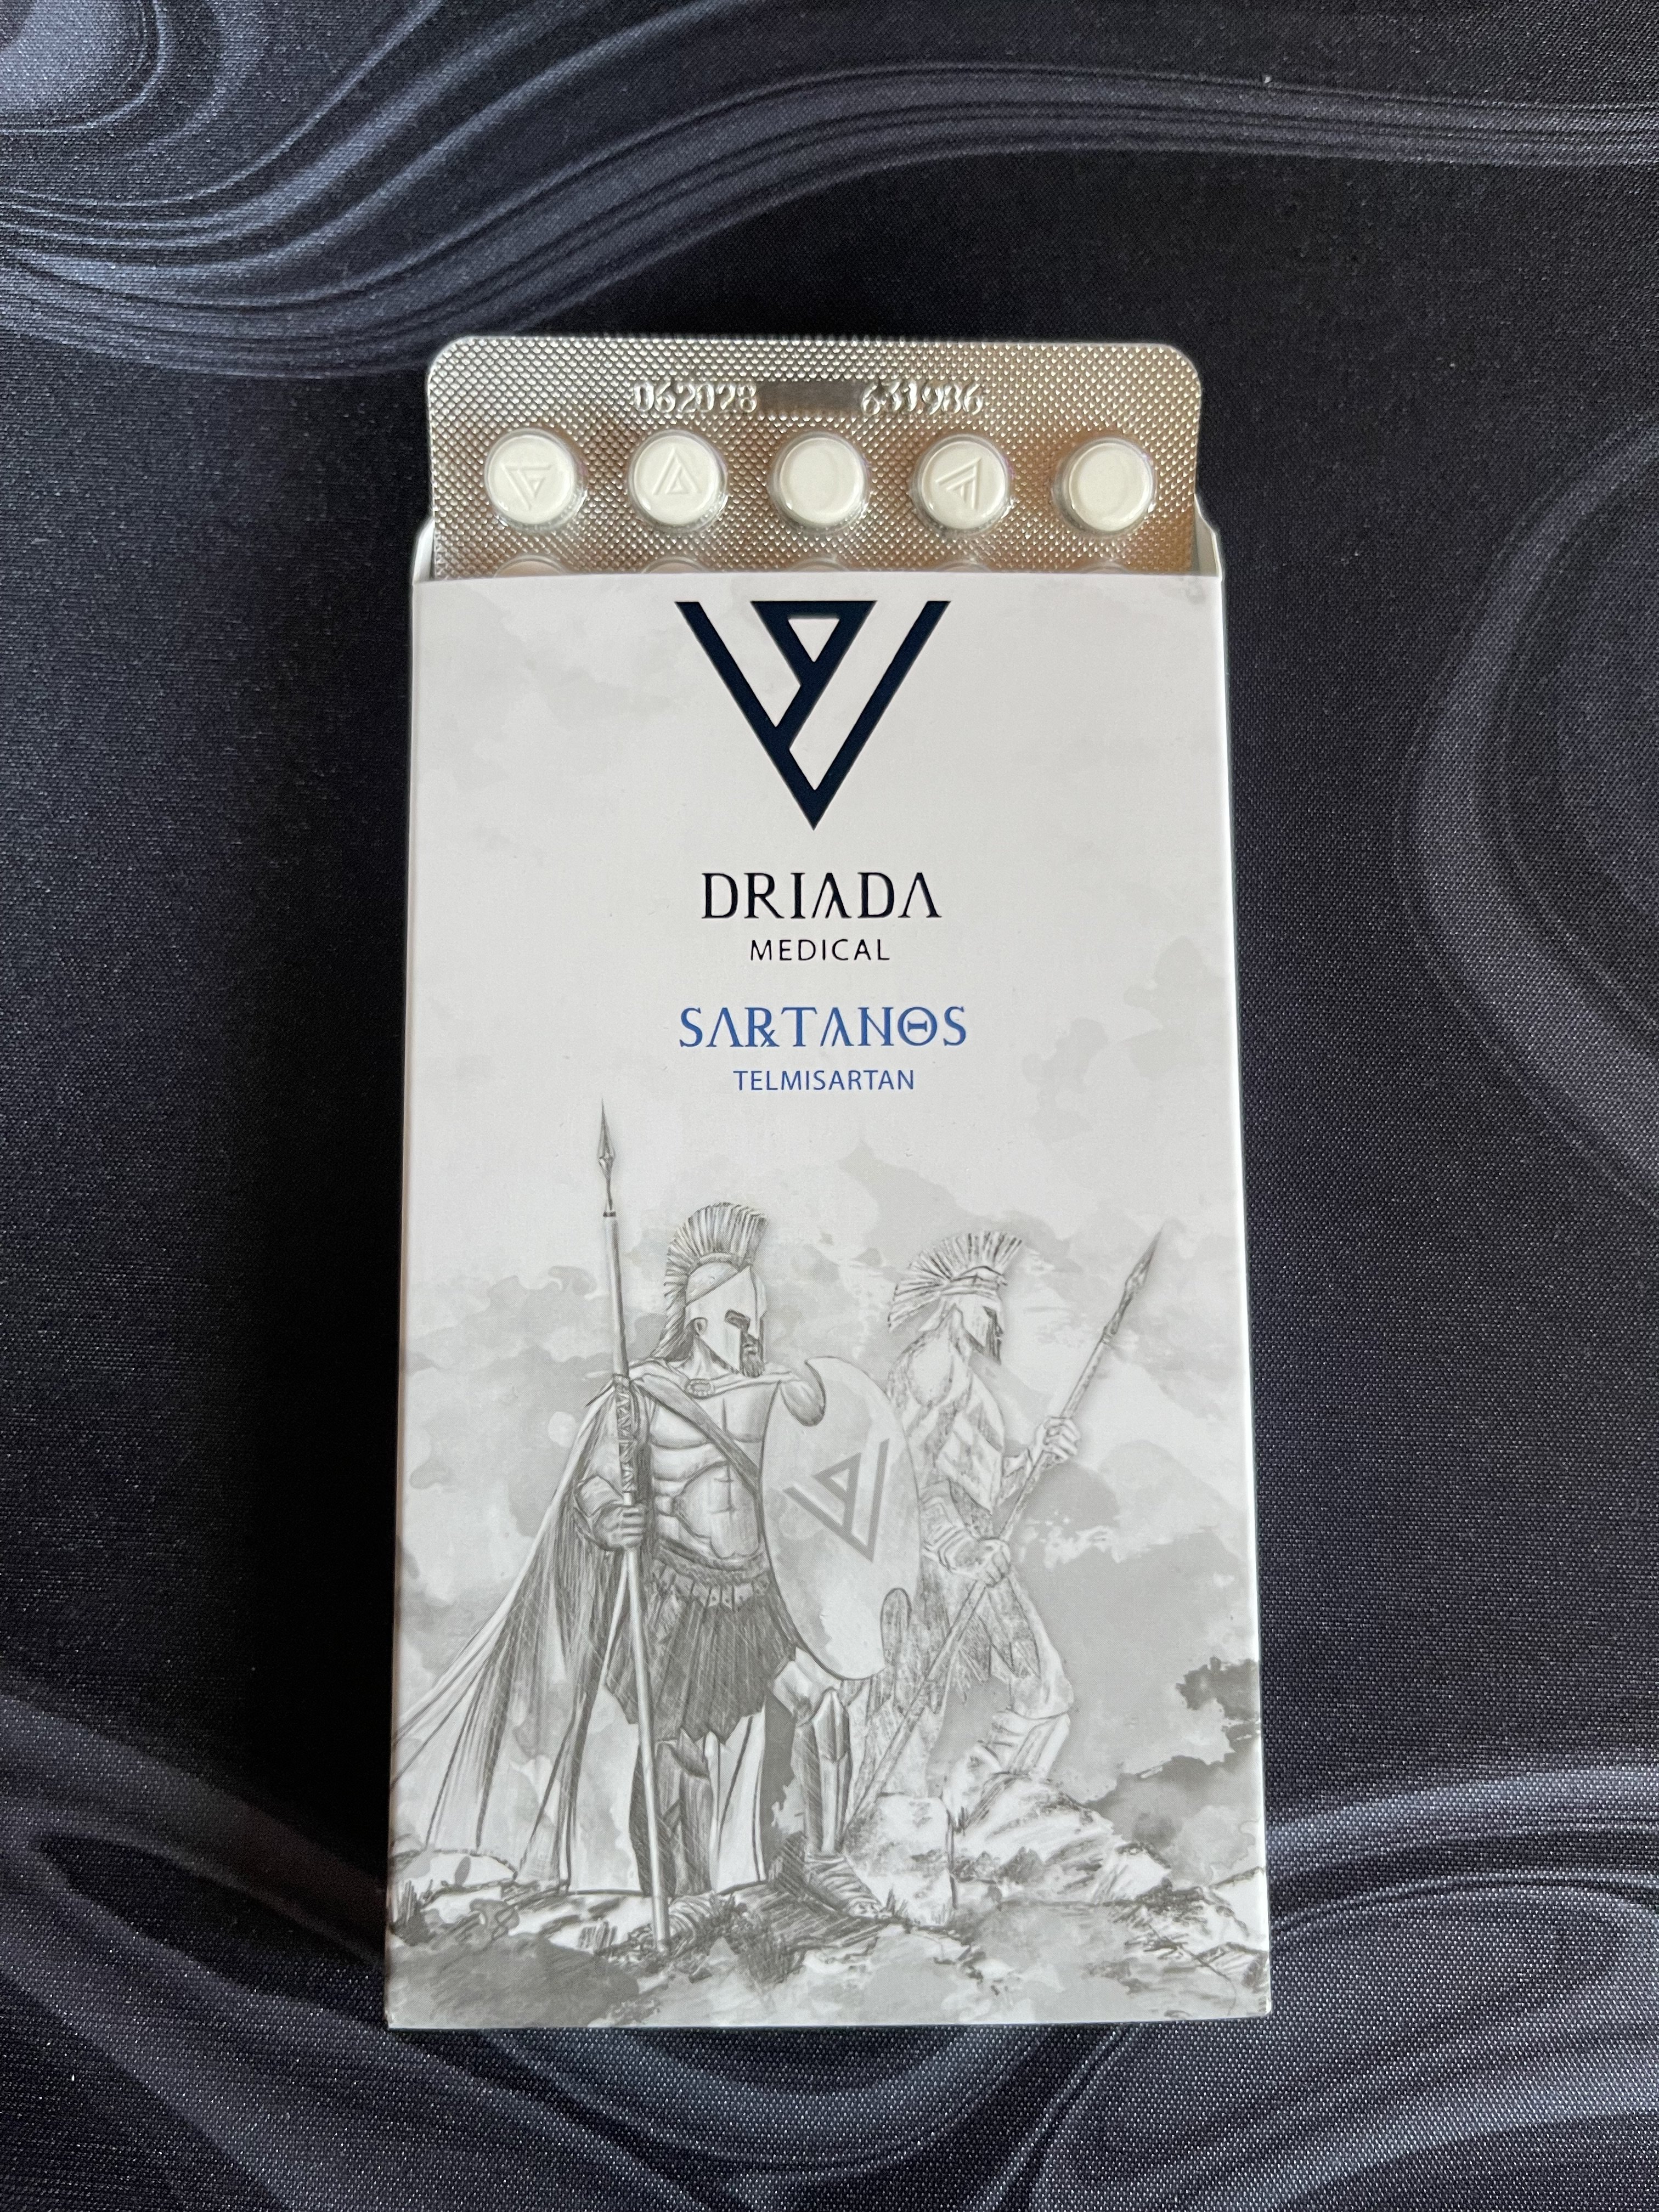 062028 631986
DRIADA
MEDICAL
SARTANOS
TELMISARTAN